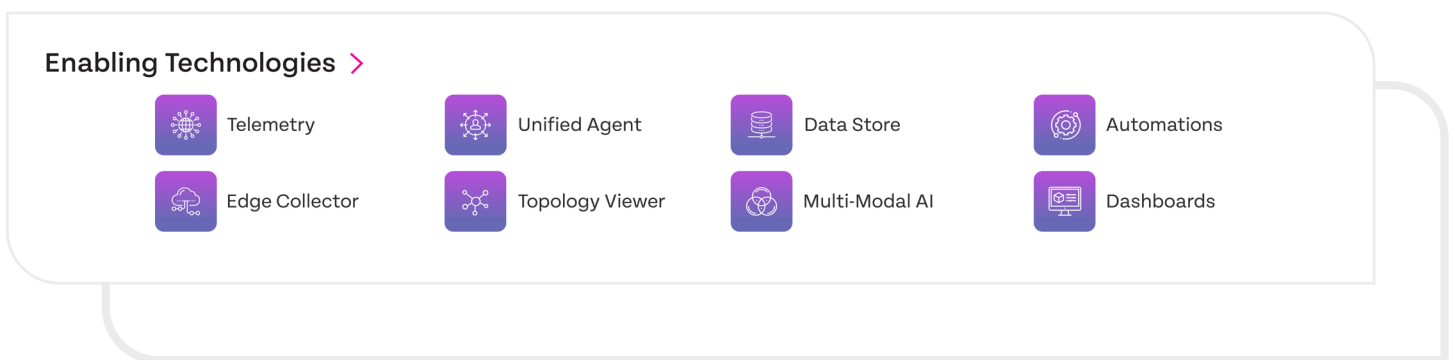 Enabling Technologies
Telemetry
Unified Agent
Data Store
Automations
Edge Collector
Topology Viewer
Multi-Modal AI
Dashboards